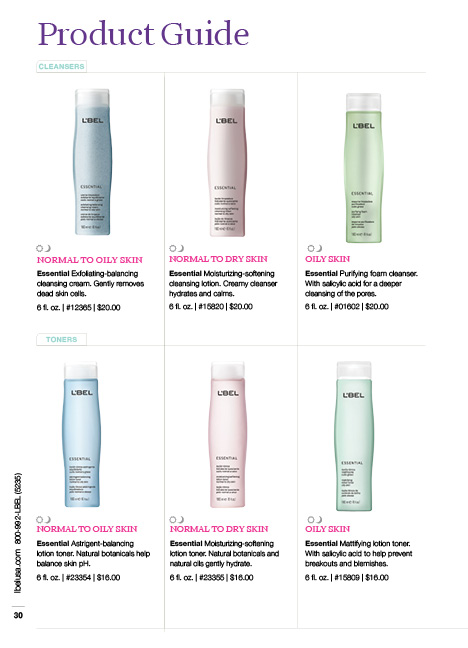 Product Guide
CLEANSERS
L'BEL
ESSENTIAL
L'BEL
ESSENTIAL
L'BEL
ESSENTIAL
NORMAL TO OILY SKIN
Essential Exfoliating-balancing
cleansing cream. Gently removes
dead skin cells.
6 fl. oz. | #12365 | $20.00
NORMAL TO DRY SKIN
Essential Moisturizing-softening
cleansing lotion. Creamy cleanser
hydrates and calms.
6 fl. oz. | #15820 | $20.00
OILY SKIN
Essential Purifying foam cleanser.
With salicylic acid for a deeper
cleansing of the pores.
6 fl. oz. | #01602 | $20.00
TONERS
L'BEL
ESSENTIAL
L'BEL
ESSENTIAL
L'BEL
ESSENTIAL
NORMAL TO OILY SKIN
Essential Astrigent-balancing
lotion toner. Natural botanicals help
balance skin pH.
6 fl. oz. | #23354 | $16.00
NORMAL TO DRY SKIN
Essential Moisturizing-softening
lotion toner. Natural botanicals and
natural oils gently hydrate.
6 fl. oz. | #23355 | $16.00
OILY SKIN
Essential Mattifying lotion toner.
With salicylic acid to help prevent
breakouts and blemishes.
6 fl. oz. | #15809 | $16.00
lbelusa.com 800-992-LBEL (5235)
30